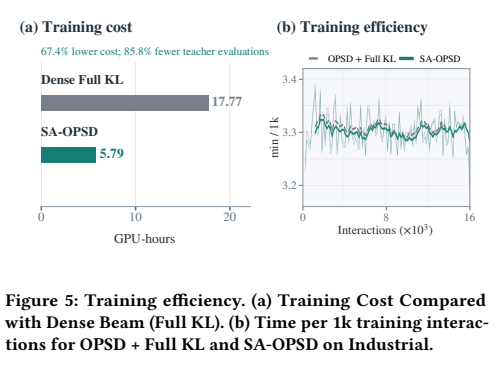 (a) Training cost
67.4% lower cost; 85.8% fewer teacher evaluations
Dense Full KL
17.77
SA-OPSD
5.79
0 10 20
GPU-hours
(b) Training efficiency
OPSD + Full KL SA-OPSD
min / 1k
3.4
3.3
3.2
0 8 16
Interactions (×10³)
Figure 5: Training efficiency. (a) Training Cost Compared
with Dense Beam (Full KL). (b) Time per 1k training interac-
tions for OPSD + Full KL and SA-OPSD on Industrial.